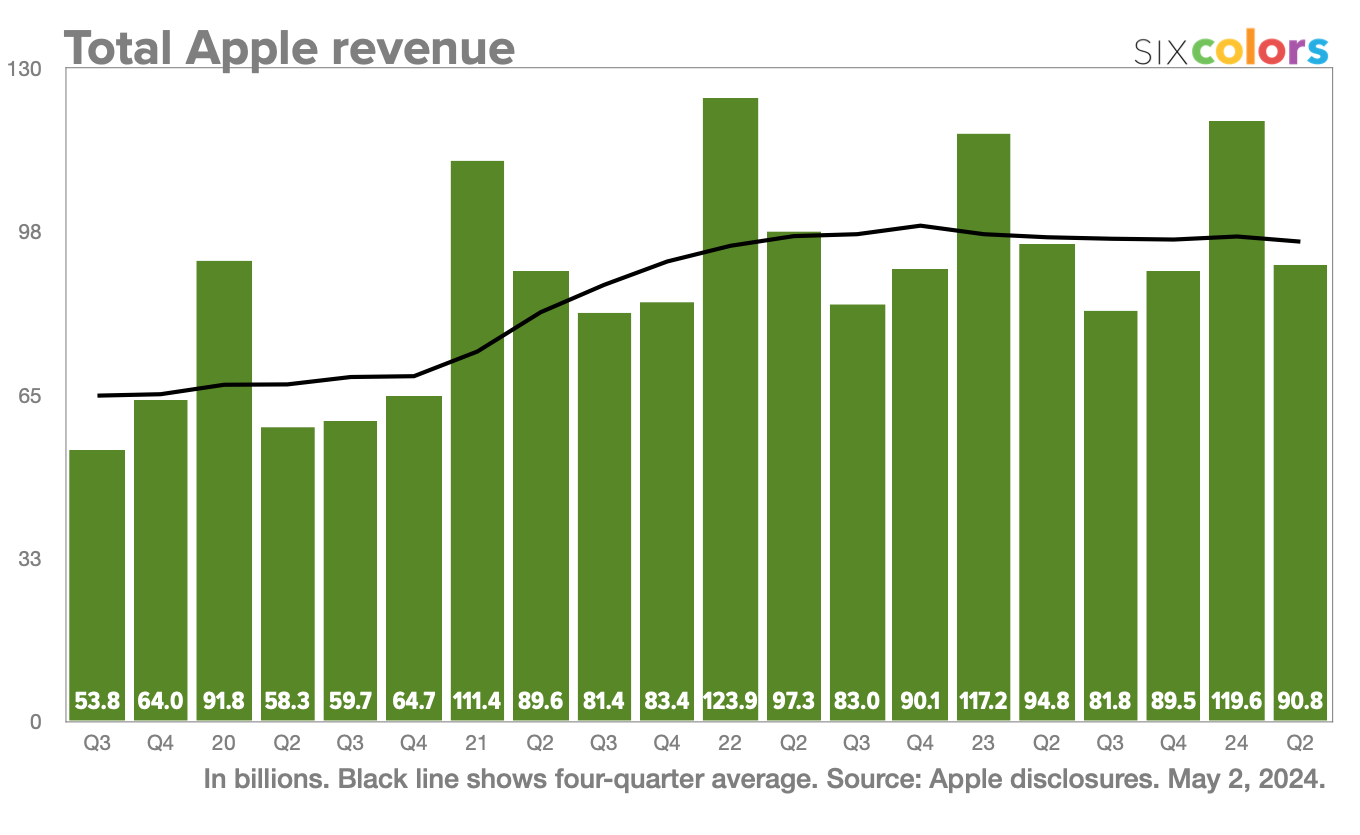 Total Apple revenue
SIXcolors
130
98
65
33
0
53.8 64.0 91.8 58.3 59.7 64.7 111.4 89.6 81.4 83.4 123.9 97.3 83.0 90.1 117.2 94.8 81.8 89.5 119.6 90.8
Q3 Q4 20 Q2 Q3 Q4 21 Q2 Q3 Q4 22 Q2 Q3 Q4 23 Q2 Q3 Q4 24 Q2
In billions. Black line shows four-quarter average. Source: Apple disclosures. May 2, 2024.